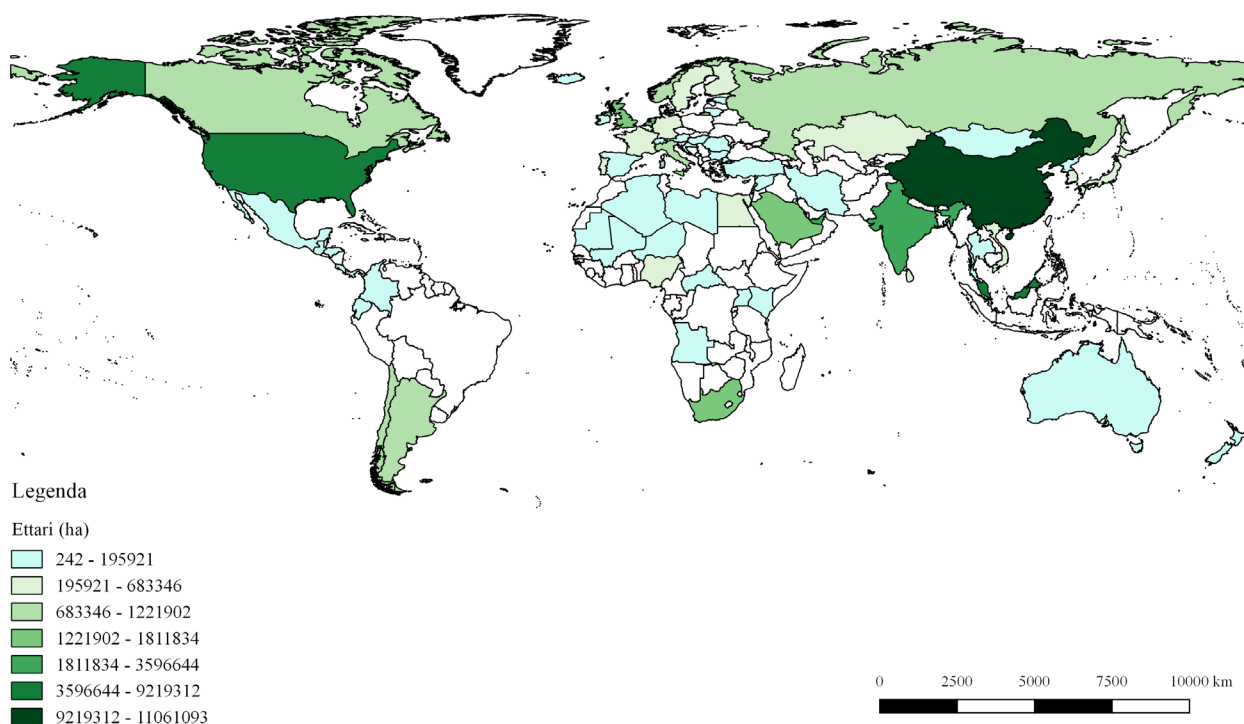 Legenda
Ettari (ha)
242 - 195921
195921 - 683346
683346 - 1221902
1221902 - 1811834
1811834 - 3596644
3596644 - 9219312
9219312 - 11061093
0 2500 5000 7500 10000 km